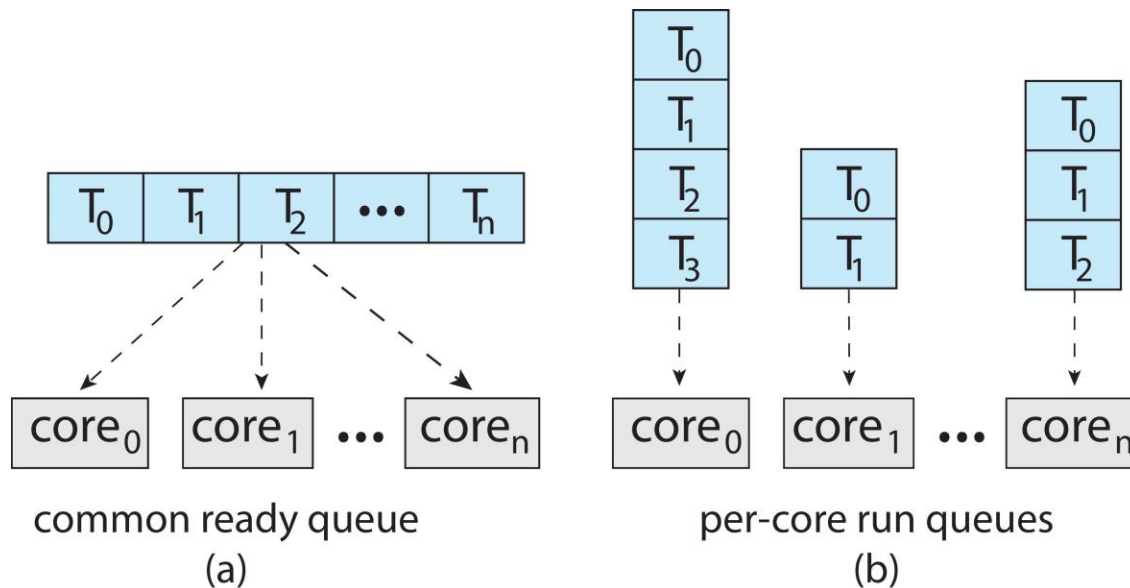 T₀ T₁ T₂ ••• Tₙ
core₀ core₁ ••• coreₙ
common ready queue
(a)
T₀
T₁
T₂
T₃
T₀
T₁
T₀
T₁
T₂
core₀ core₁ ••• coreₙ
per-core run queues
(b)